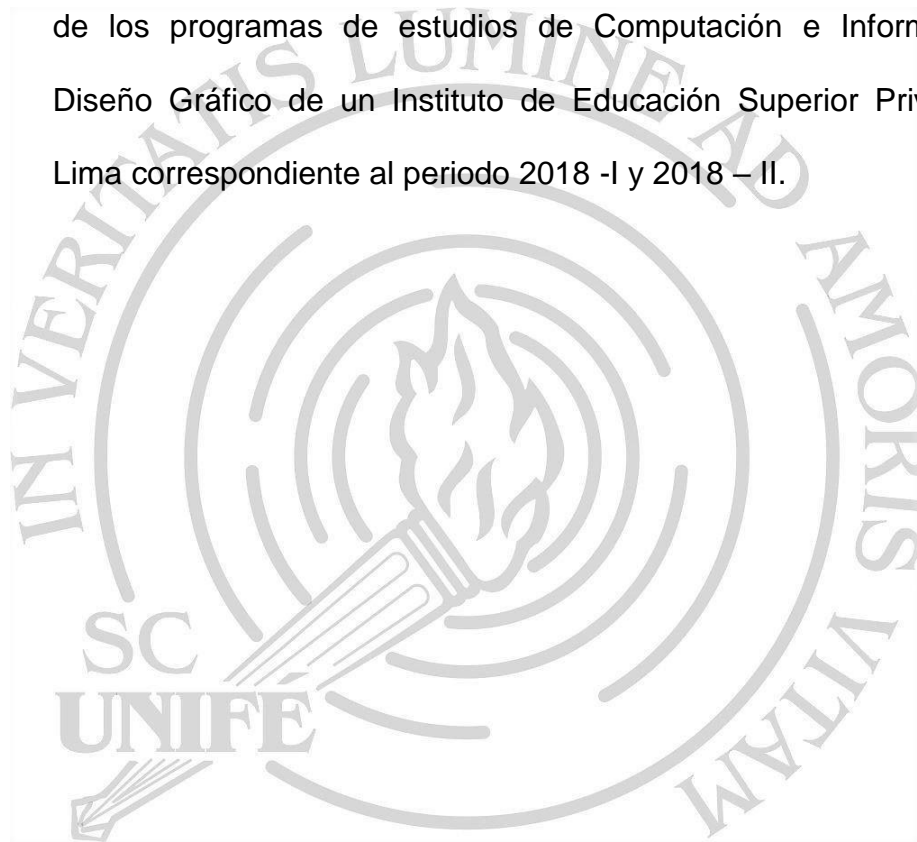 de los programas de estudios de Computación e Inform
Diseño Gráfico de un Instituto de Educación Superior Priv
Lima correspondiente al periodo 2018 -I y 2018 – II.
IN VERITATIS LUMINE AD AMORIS VITAM
SC
UNIFE